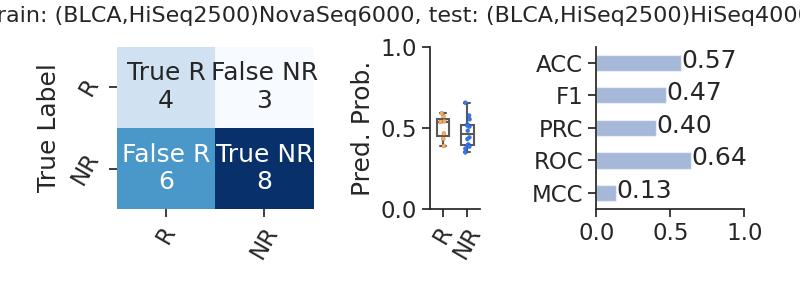 rain: (BLCA,HiSeq2500)NovaSeq6000, test: (BLCA,HiSeq2500)HiSeq400
True Label
R
NR
True R
4
False NR
3
False R
6
True NR
8
R
NR
Pred. Prob.
1.0
0.5
0.0
R
NR
ACC
0.57
F1
0.47
PRC
0.40
ROC
0.64
MCC
0.13
0.0
0.5
1.0